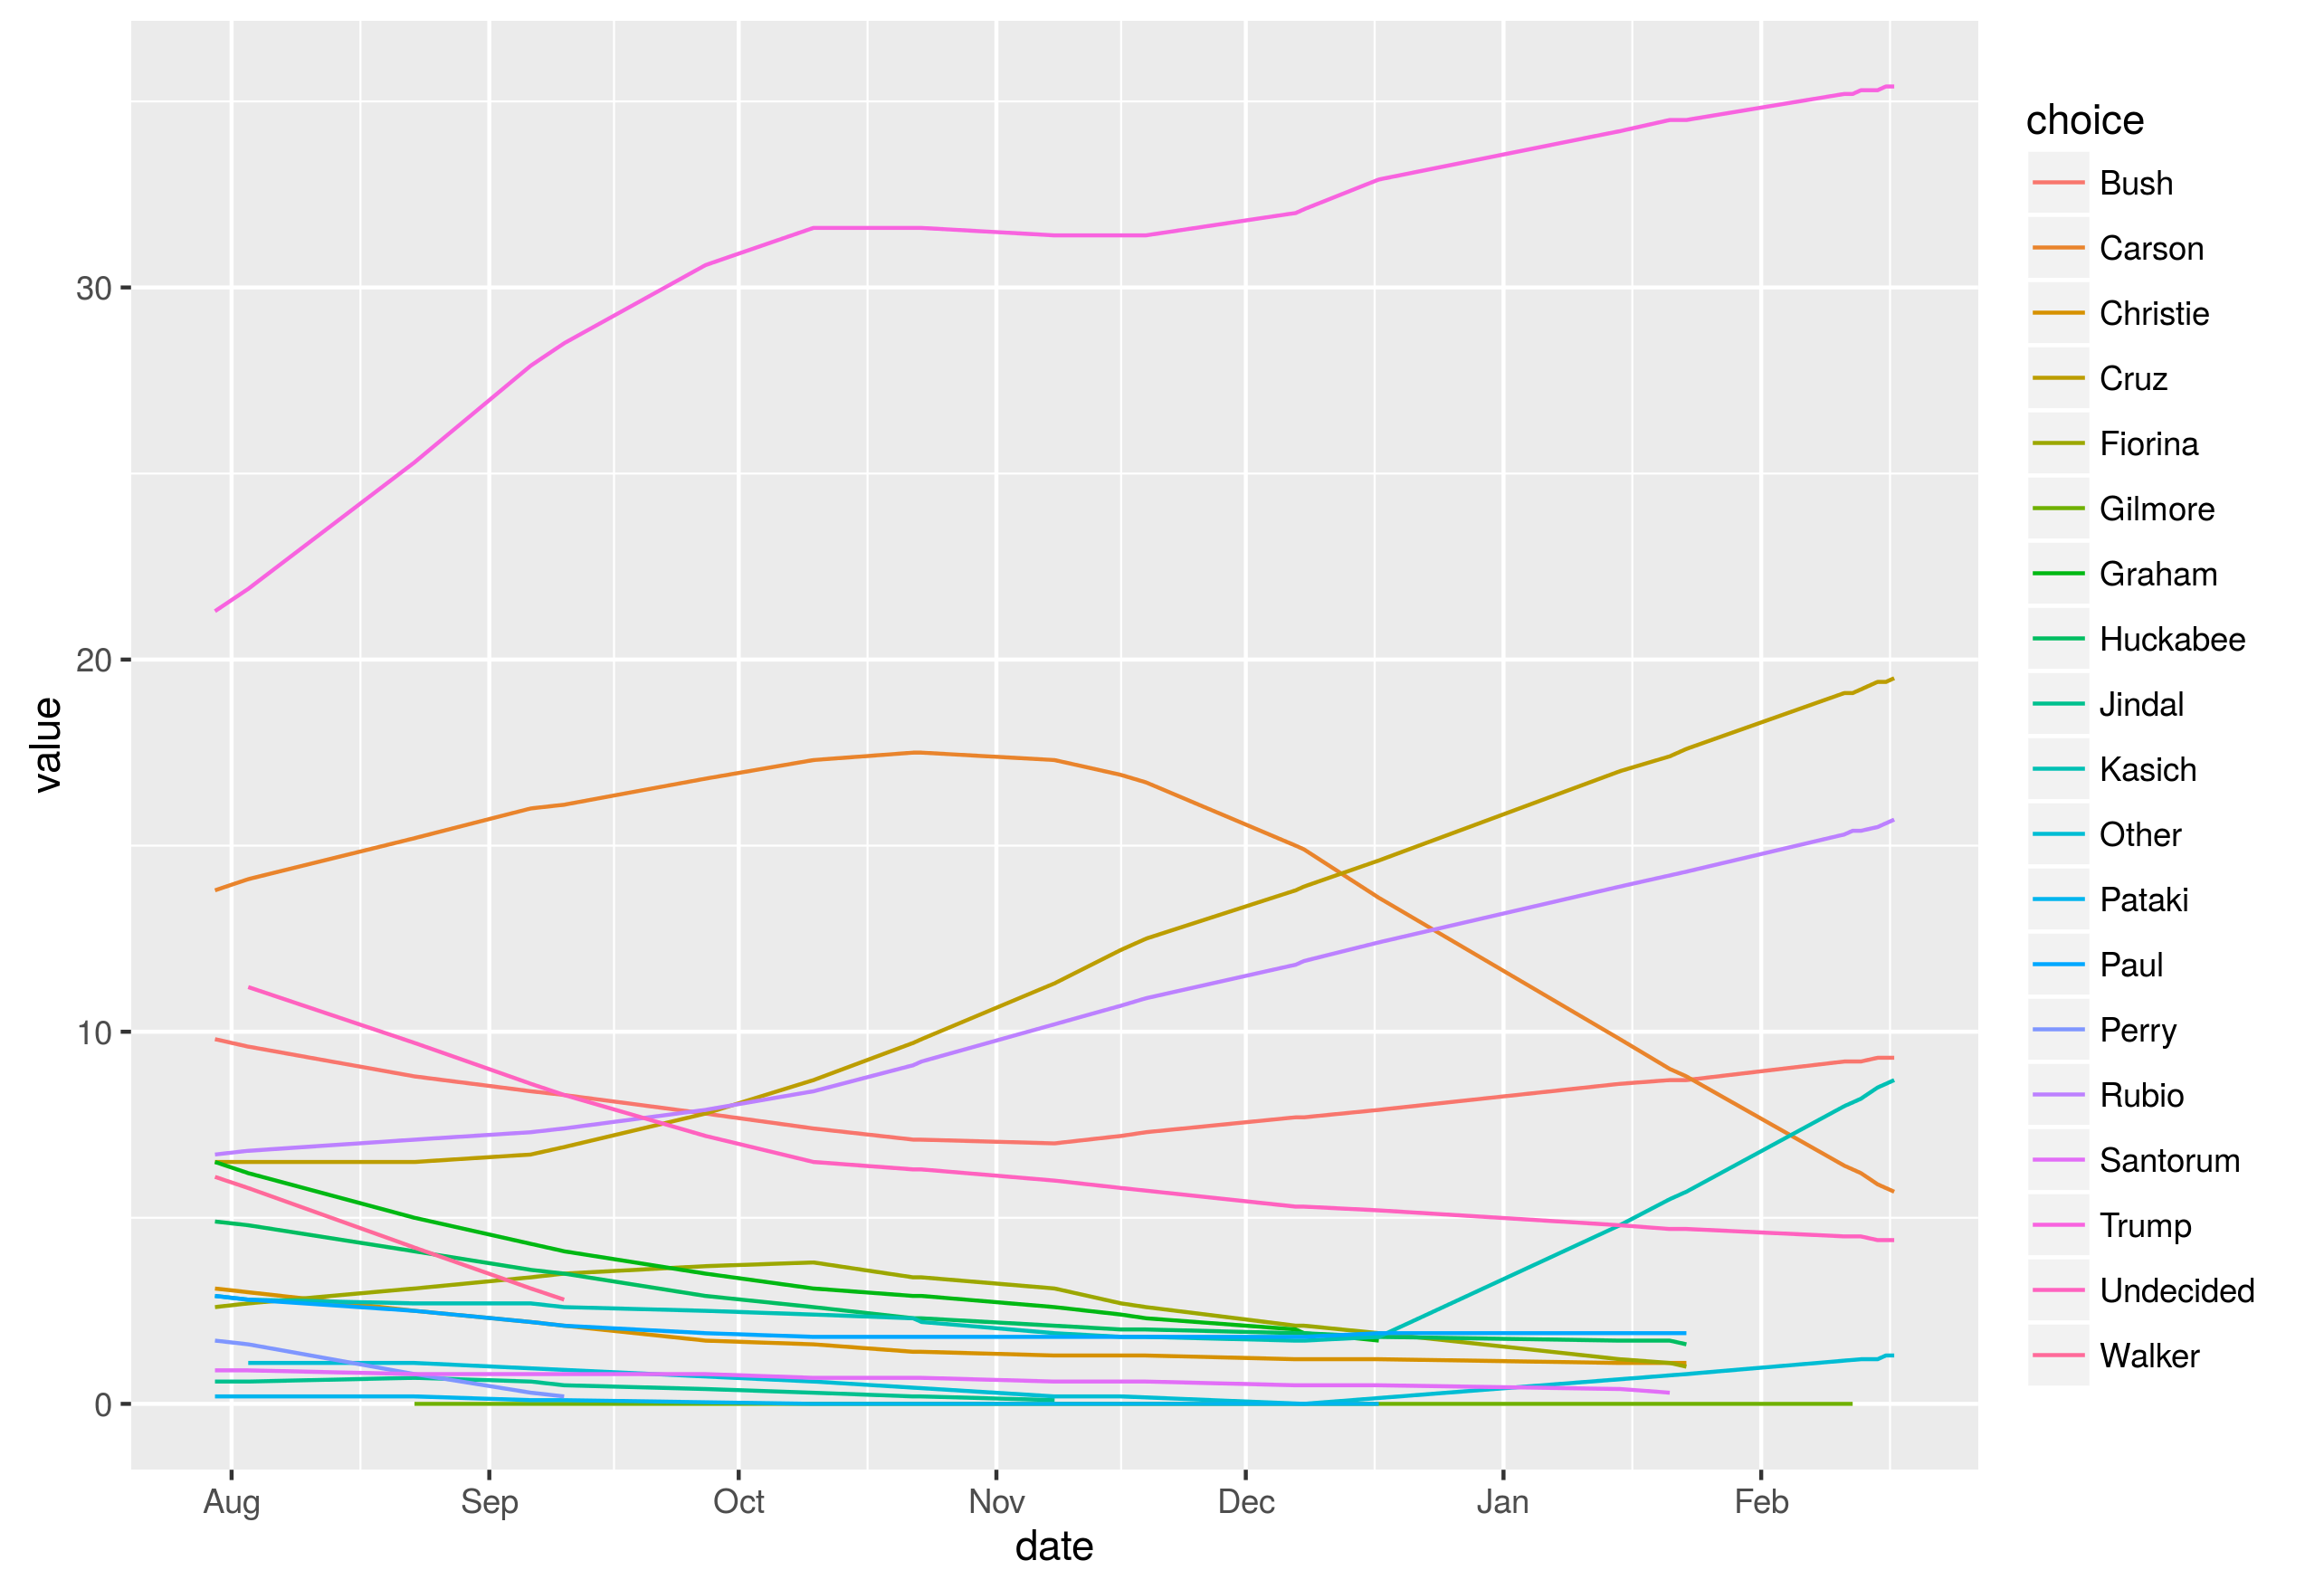 choice
Bush
Carson
Christie
Cruz
Fiorina
Gilmore
Graham
Huckabee
Jindal
Kasich
Other
Pataki
Paul
Perry
Rubio
Santorum
Trump
Undecided
Walker
value
30
20
10
0
Aug Sep Oct Nov Dec Jan Feb
date